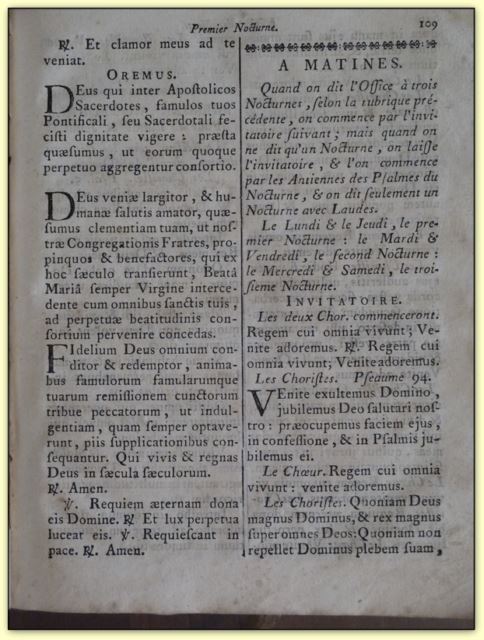 Premier Nocturne.
109
℟. Et clamor meus ad te
veniat.
OREMUS.
DEus qui inter Apostolicos
Sacerdotes, famulos tuos
Pontificali, ſeu Sacerdotali fe-
ciſti dignitate vigere : præſta
quæſumus, ut eorum quoque
perpetuo aggregentur conſortio.
DEus veniæ largitor, & hu-
manæ ſalutis amator, quæ-
ſumus clementiam tuam, ut noſ-
træ Congregationis Fratres, pro-
pinquos & benefactores, qui ex
hoc ſæculo tranſierunt, Beatâ
Mariâ ſemper Virgine interce-
dente cum omnibus ſanctis tuis,
ad perpetuæ beatitudinis con-
ſortium pervenire concedas.
FIdelium Deus omnium con-
ditor & redemptor, anima-
bus famulorum famularumque
tuarum remiſſionem cunctorum
tribue peccatorum, ut indul-
gentiam, quam ſemper optave-
runt, piis ſupplicationibus con-
ſequantur. Qui vivis & regnas
Deus in ſæcula ſæculorum.
℟. Amen.
℣. Requiem æternam dona
eis Domine. ℟ Et lux perpetua
luceat eis. ℣. Requieſcant in
pace. ℟. Amen.
A MATINES.
Quand on dit l'Office à trois
Nocturnes, ſelon la rubrique pré-
cédente, on commence par l'invi-
tatoire ſuivant ; mais quand on
ne dit qu'un Nocturne, on laiſſe
l'invitatoire, & l'on commence
par les Antiennes des Pſalmes du
Nocturne, & on dit ſeulement un
Nocturne avec Laudes.
Le Lundi & le Jeudi, le pre-
mier Nocturne : le Mardi &
Vendredi, le ſecond Nocturne :
le Mercredi & Samedi, le troi-
ſieme Nocturne.
INVITATOIRE.
Les deux Chor. commenceront.
Regem cui omnia vivunt ; Ve-
nite adoremus. ℟. Regem cui
omnia vivunt; Venite adoremus.
Les Choriſtes. Pſeaume 94.
VEnite exultemus Domino,
jubilemus Deo ſalutari noſ-
tro : præocupemus faciem ejus,
in confeſſione, & in Pſalmis ju-
bilemus ei.
Le Chœur. Regem cui omnia
vivunt : venite adoremus.
Les Choriſtes. Quoniam Deus
magnus Dominus, & rex magnus
ſuper omnes Deos: Quoniam non
repellet Dominus plebem ſuam,